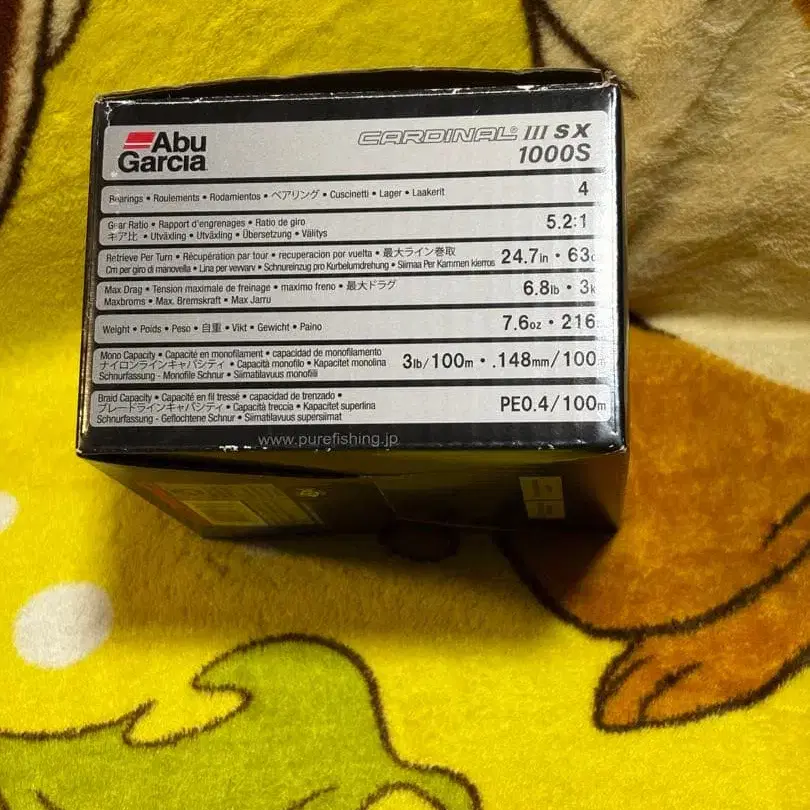 Abu
Garcia
CARDINAL® III SX
1000S
Bearings • Roulements • Rodamientos • ベアリング • Cuscinetti • Lager • Laakerit
4
Gear Ratio • Rapport d'engrenages • Ratio de giro
ギア比 • Utväxling • Utväxling • Übersetzung • Välitys
5.2:1
Retrieve Per Turn • Récupération par tour • recuperacion por vuelta • 最大ライン巻取
Cm per giro di manovella • Lina per vevvarv • Schnureinzug pro Kurbelumdrehung • Siimaa Per Kammen kierros
24.7in • 63c
Max Drag • Tension maximale de freinage • maximo freno • 最大ドラグ
Maxbroms • Max. Bremskraft • Max Jarru
6.8lb • 3k
Weight • Poids • Peso • 自重 • Vikt • Gewicht • Paino
7.6oz • 216
Mono Capacity • Capacité en monofilament • capacidad de monofilamento
ナイロンラインキャパシティ • Capacità monofilo • Kapacitet monolina
Schnurfassung - Monofile Schnur • Siimatilavuus monofiili
3lb/100m • .148mm/100m
Braid Capacity • Capacité en fil tressé • capacidad de trenzado •
ブレードラインキャパシティ • Capacità treccia • Kapacitet superlina
Schnurfassung - Geflochtene Schnur • Siimatilavuus supersiimat
PE0.4/100m
www.purefishing.jp